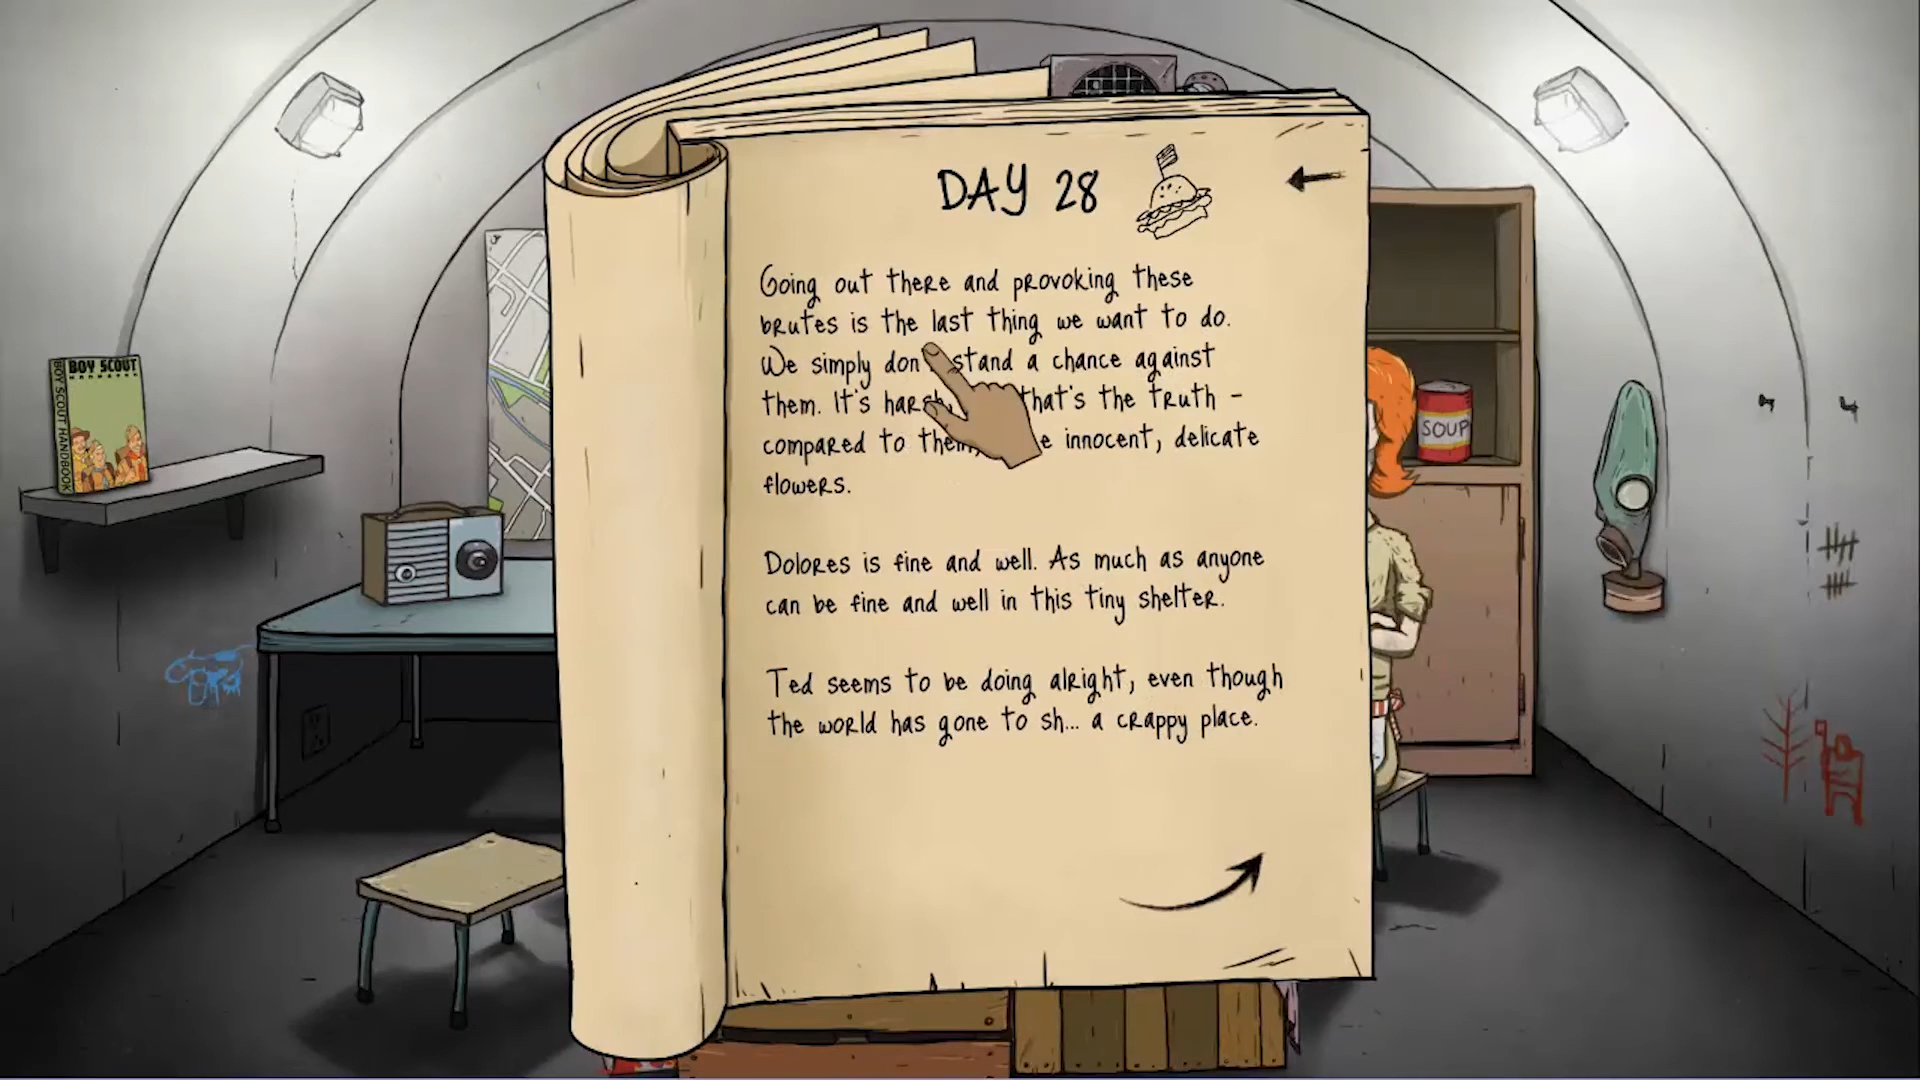 DAY 28
Going out there and provoking these
brutes is the last thing we want to do.
We simply don stand a chance against
them. It's that's the truth -
compared to innocent, delicate
flowers.
Dolores is fine and well. As much as anyone
can be fine and well in this tiny shelter.
Ted seems to be doing alright, even though
the world has gone to sh... a crappy place.
BOY SCOUT
BOY SCOUT HANDBOOK
SOUP